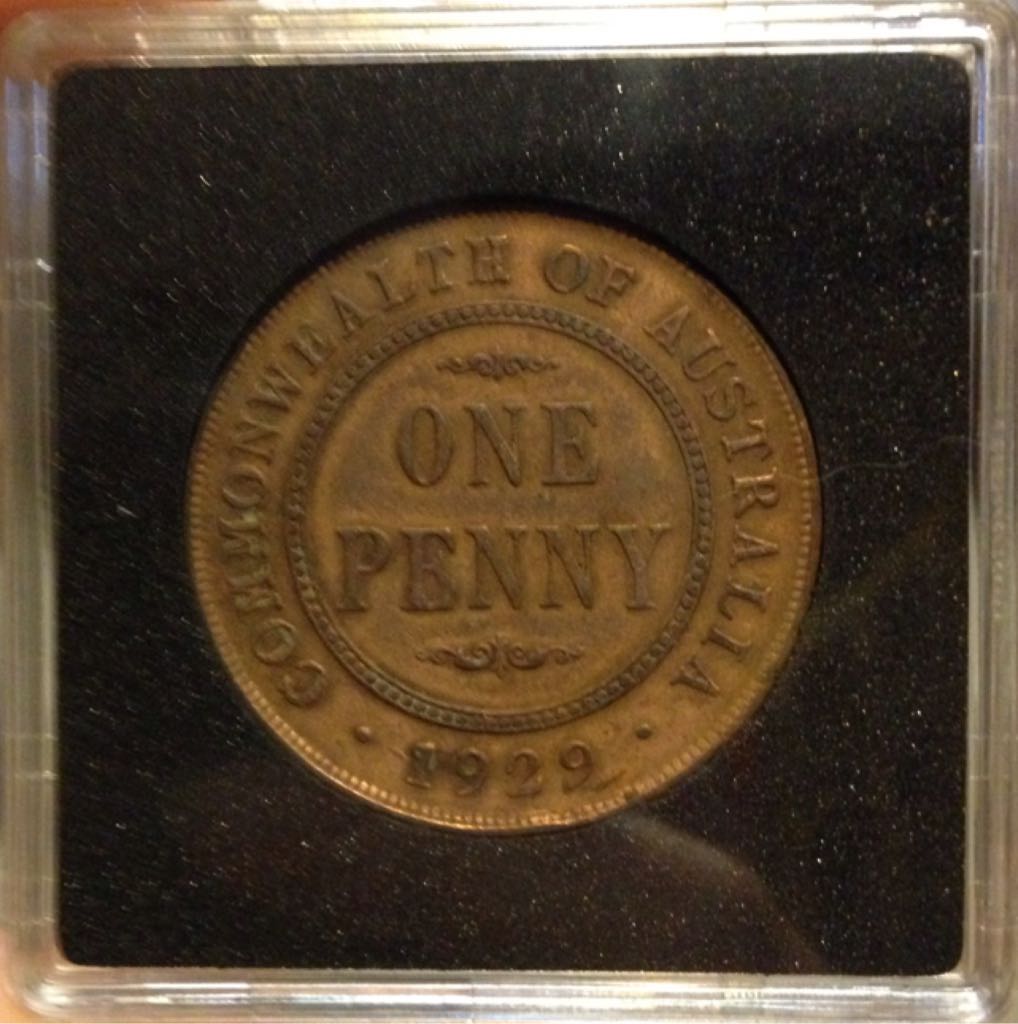 COMMONWEALTH OF AUSTRALIA
ONE
PENNY
· 1929 ·